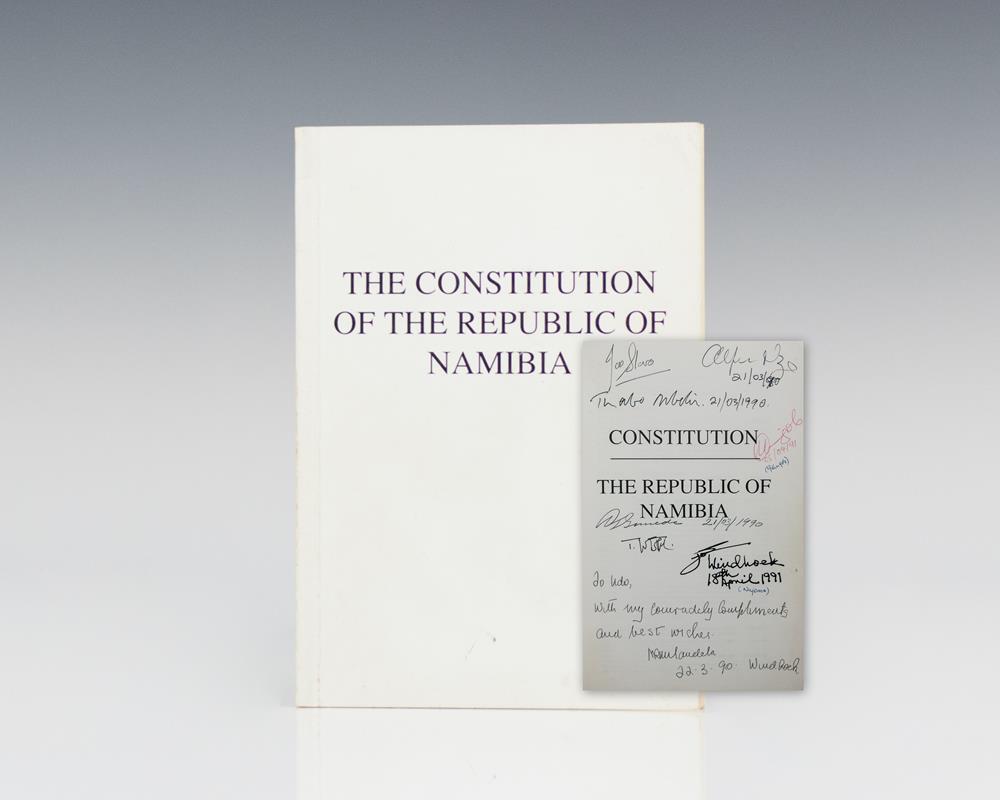 THE CONSTITUTION
OF THE REPUBLIC OF
NAMIBIA
Joe Slovo
Alfred Nzo
21/03/90
Thabo Mbeki. 21/03/1990.
CONSTITUTION
THE REPUBLIC OF
NAMIBIA
21/03/1990
Windhoek
18th April 1991
(Nujoma)
To Udo,
With my comradely compliments
and best wishes.
NRMandela
22.3.90. Windhoek